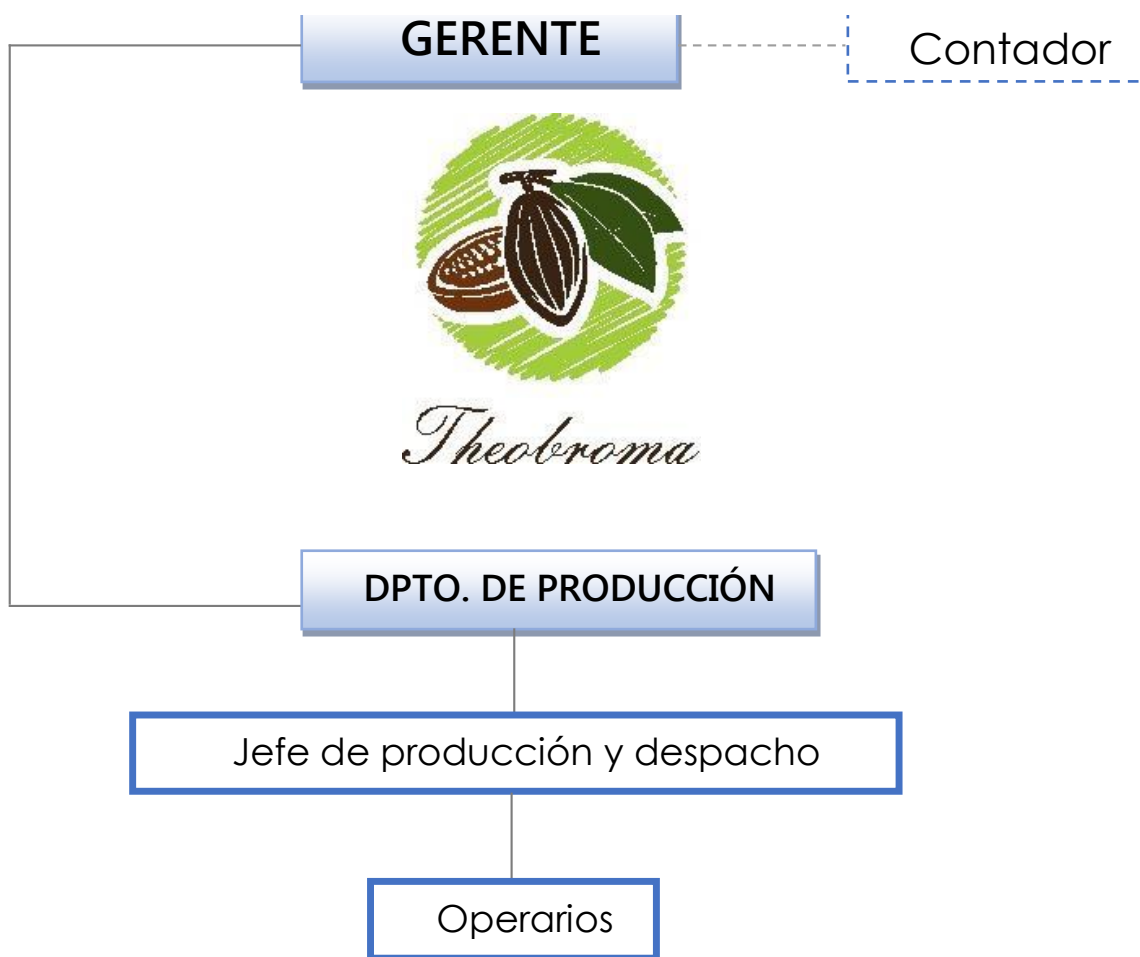 GERENTE
Contador
Theobroma
DPTO. DE PRODUCCIÓN
Jefe de producción y despacho
Operarios